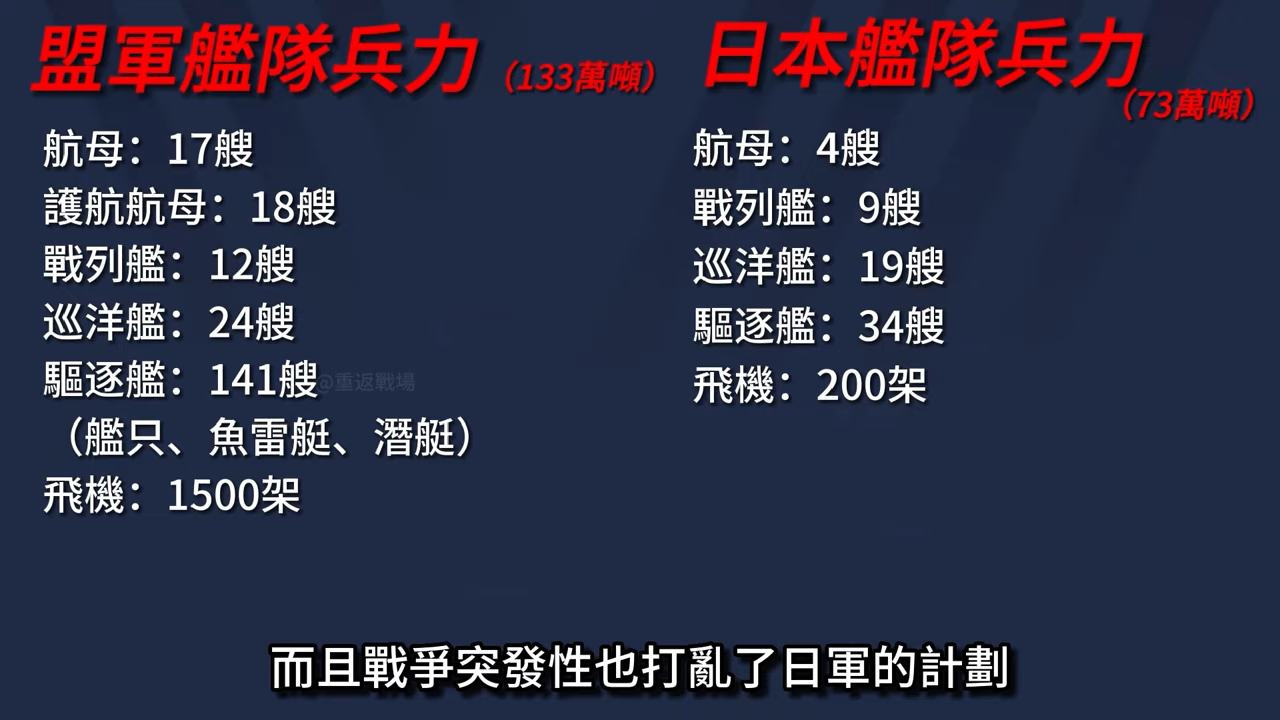 盟軍艦隊兵力（133萬噸）
航母：17艘
護航航母：18艘
戰列艦：12艘
巡洋艦：24艘
驅逐艦：141艘
（艦只、魚雷艇、潛艇）
飛機：1500架
@重返戰場
日本艦隊兵力
（73萬噸）
航母：4艘
戰列艦：9艘
巡洋艦：19艘
驅逐艦：34艘
飛機：200架
而且戰爭突發性也打亂了日軍的計劃